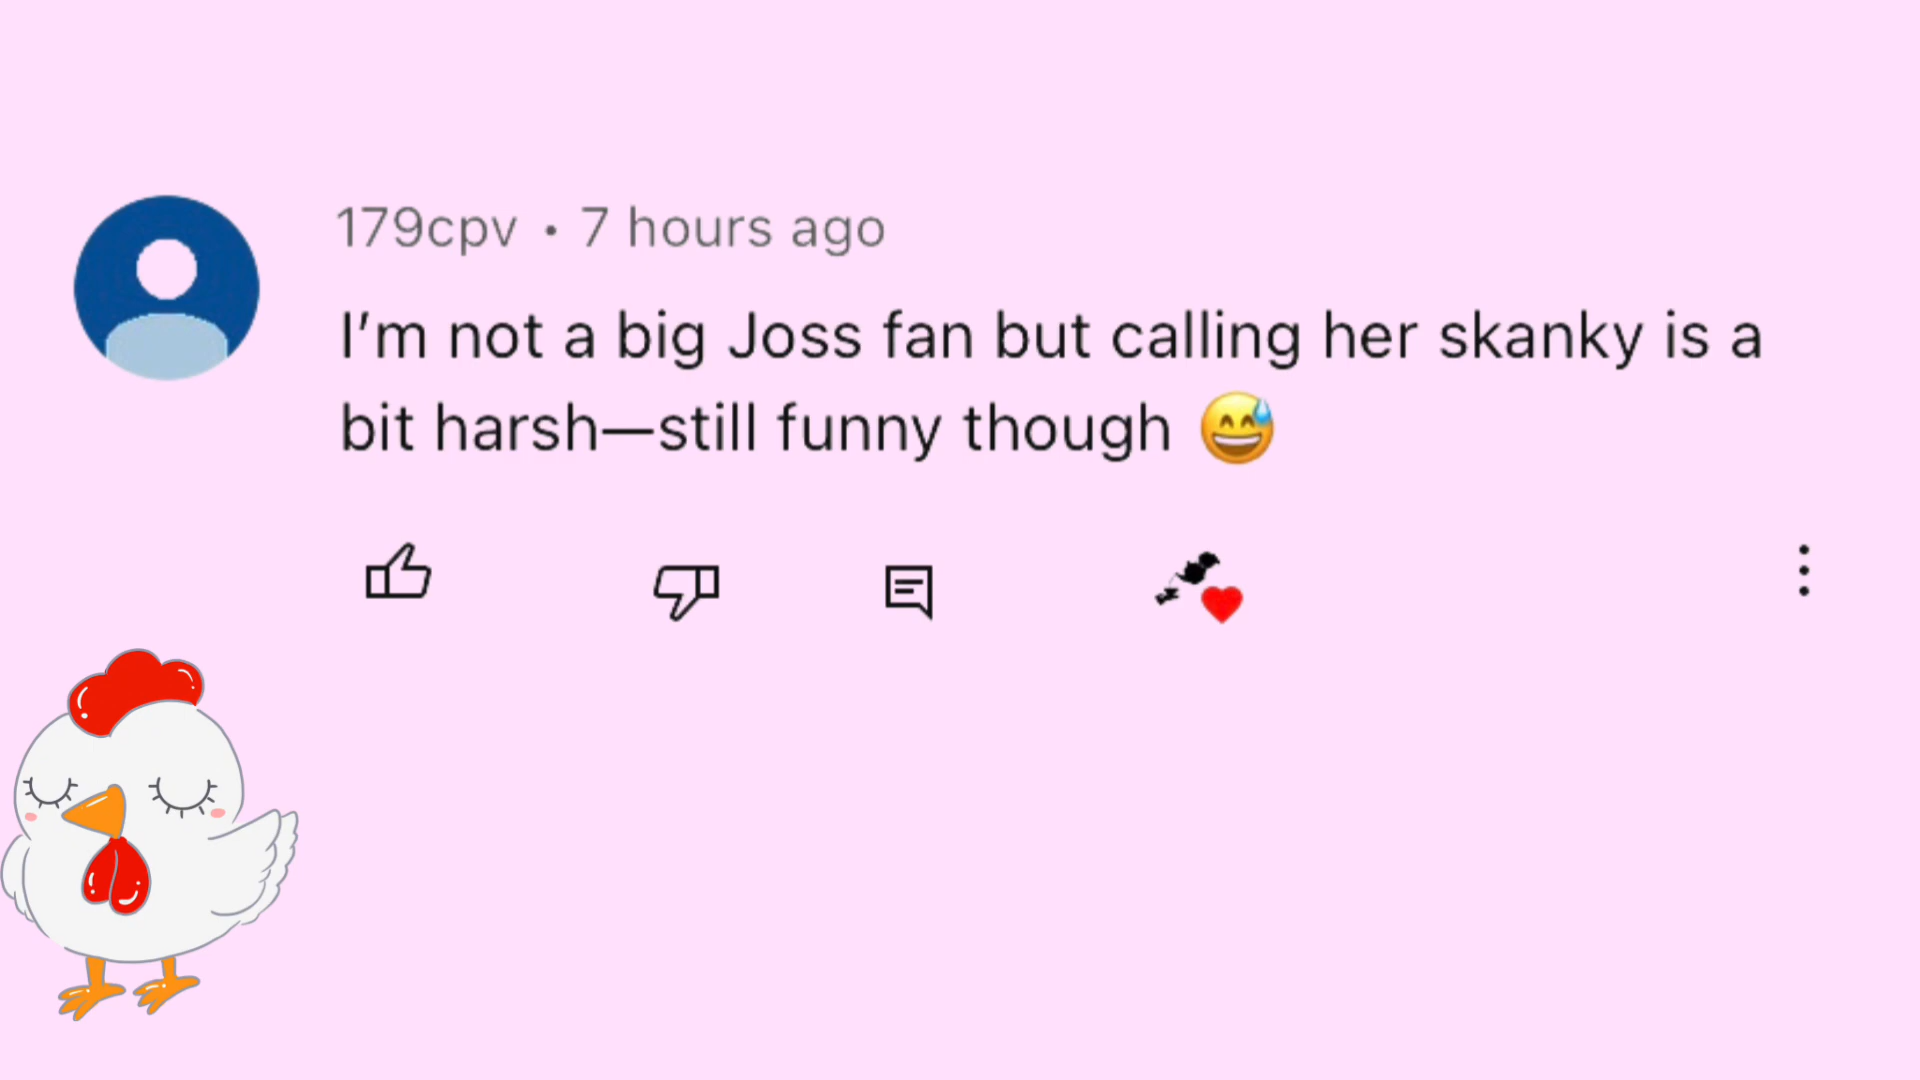 179cpv • 7 hours ago
I’m not a big Joss fan but calling her skanky is a
bit harsh—still funny though 😅